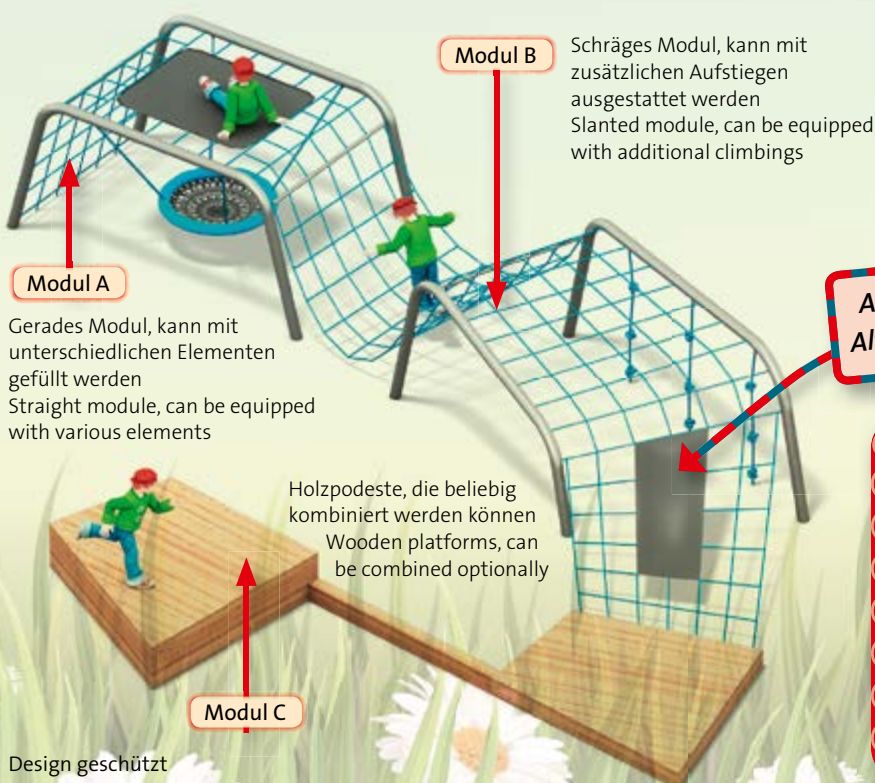 Modul B
Schräges Modul, kann mit
zusätzlichen Aufstiegen
ausgestattet werden
Slanted module, can be equipped
with additional climbings
Modul A
Gerades Modul, kann mit
unterschiedlichen Elementen
gefüllt werden
Straight module, can be equipped
with various elements
Holzpodeste, die beliebig
kombiniert werden können
Wooden platforms, can
be combined optionally
Modul C
Design geschützt